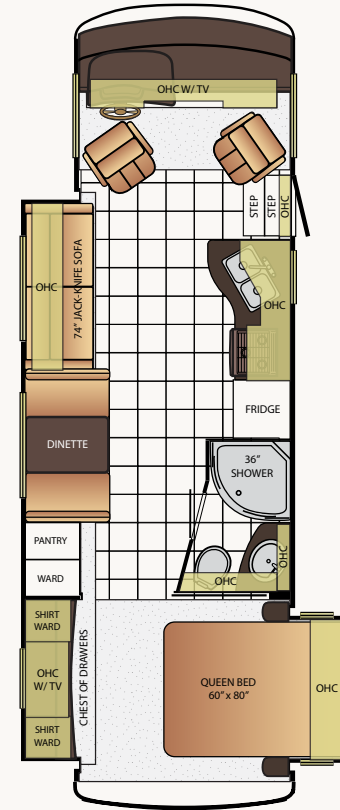 OHC W/ TV
STEP
STEP
OHC
OHC
74" JACK-KNIFE SOFA
OHC
FRIDGE
DINETTE
36"
SHOWER
PANTRY
WARD
OHC
OHC
SHIRT
WARD
OHC
W/ TV
SHIRT
WARD
CHEST OF DRAWERS
QUEEN BED
60" x 80"
OHC